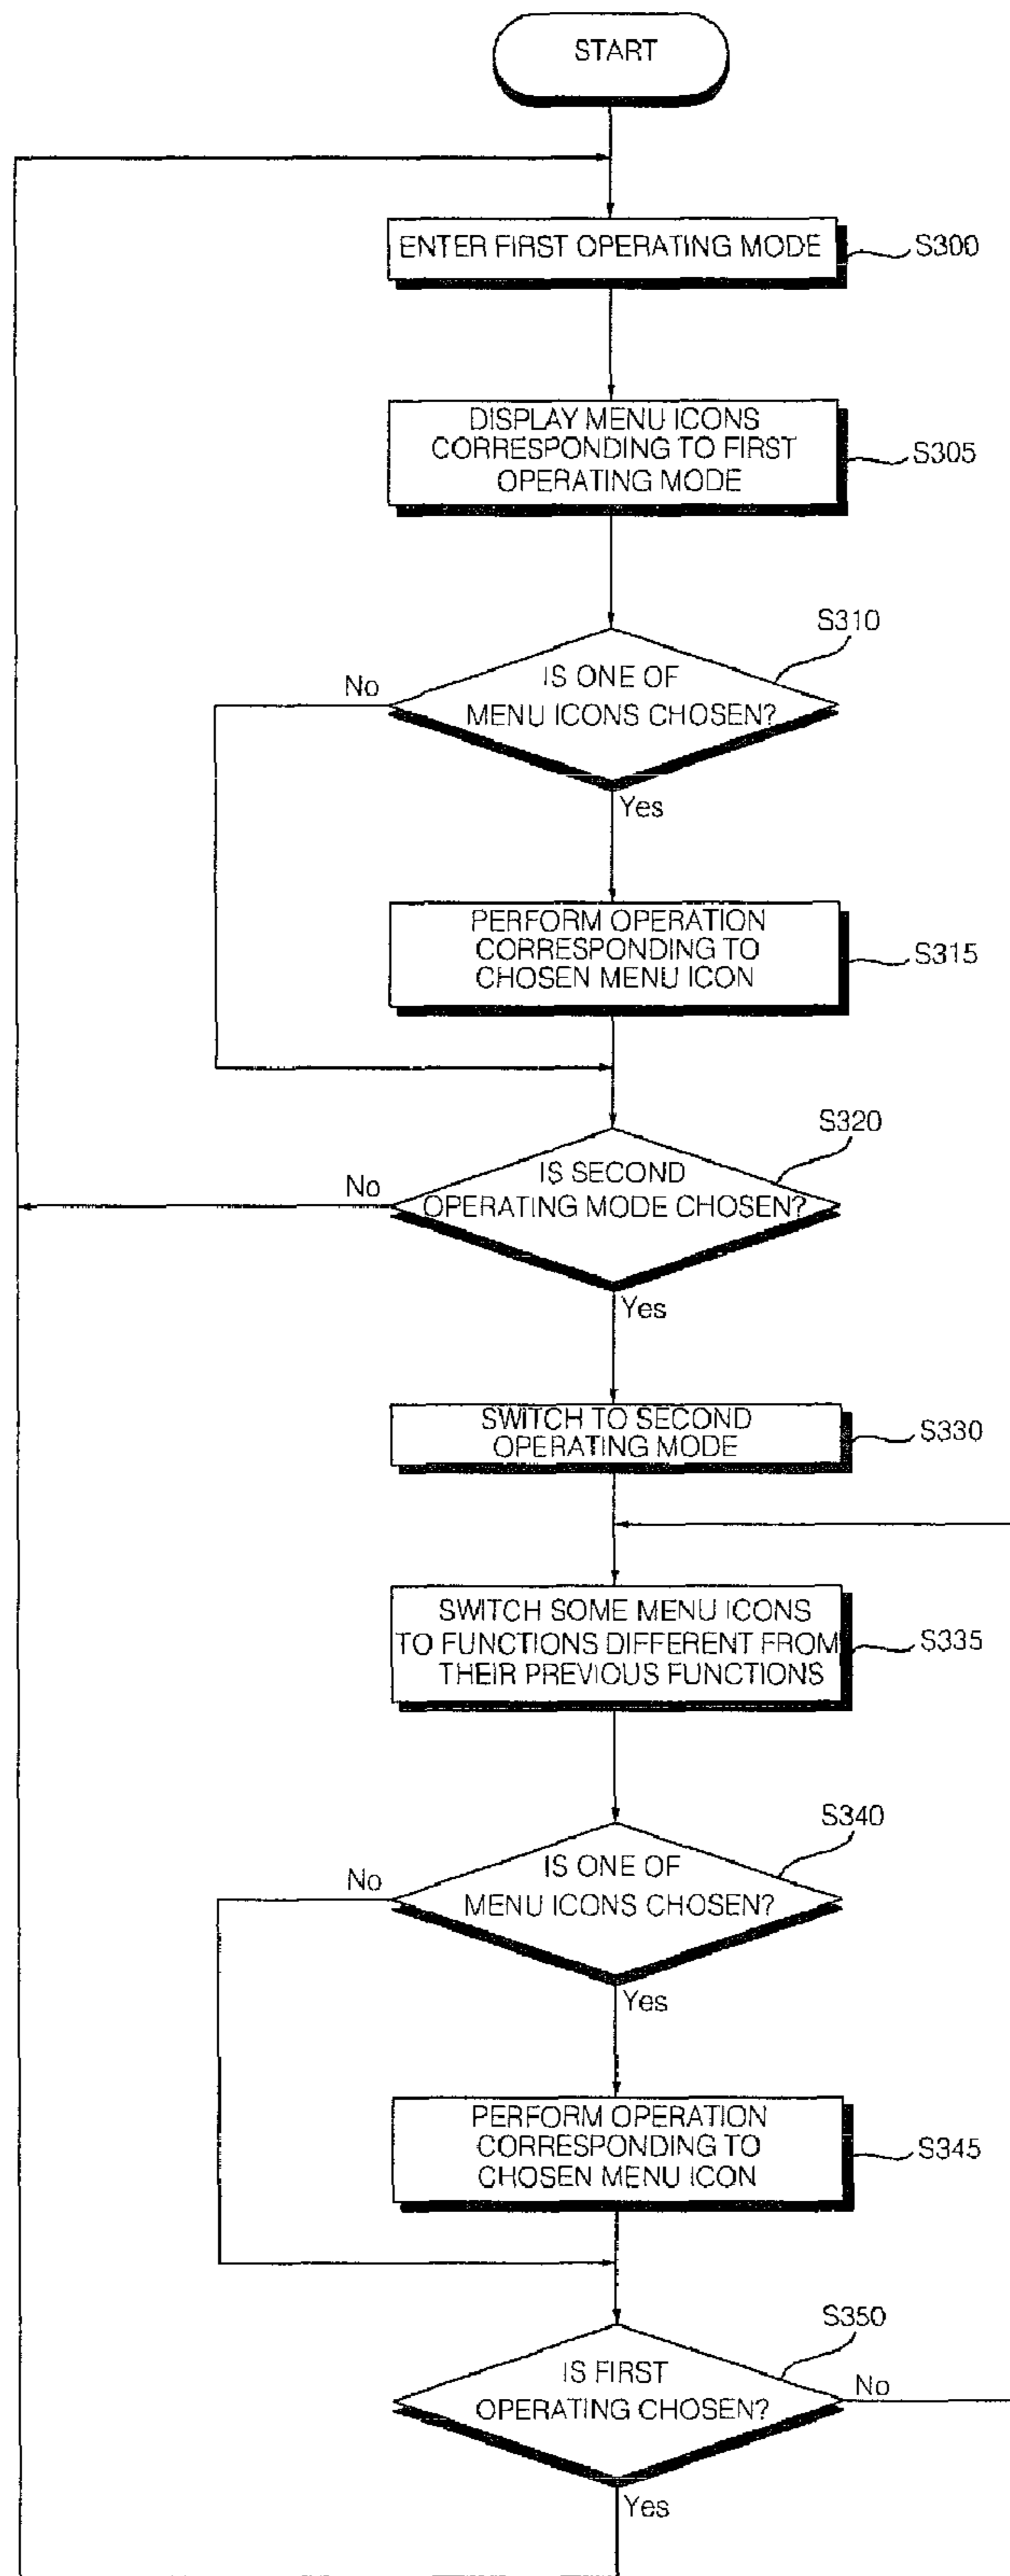 START
ENTER FIRST OPERATING MODE
S300
DISPLAY MENU ICONS
CORRESPONDING TO FIRST
OPERATING MODE
S305
S310
IS ONE OF
MENU ICONS CHOSEN?
No
Yes
PERFORM OPERATION
CORRESPONDING TO
CHOSEN MENU ICON
S315
S320
IS SECOND
OPERATING MODE CHOSEN?
No
Yes
SWITCH TO SECOND
OPERATING MODE
S330
SWITCH SOME MENU ICONS
TO FUNCTIONS DIFFERENT FROM
THEIR PREVIOUS FUNCTIONS
S335
S340
IS ONE OF
MENU ICONS CHOSEN?
No
Yes
PERFORM OPERATION
CORRESPONDING TO
CHOSEN MENU ICON
S345
S350
IS FIRST
OPERATING CHOSEN?
No
Yes